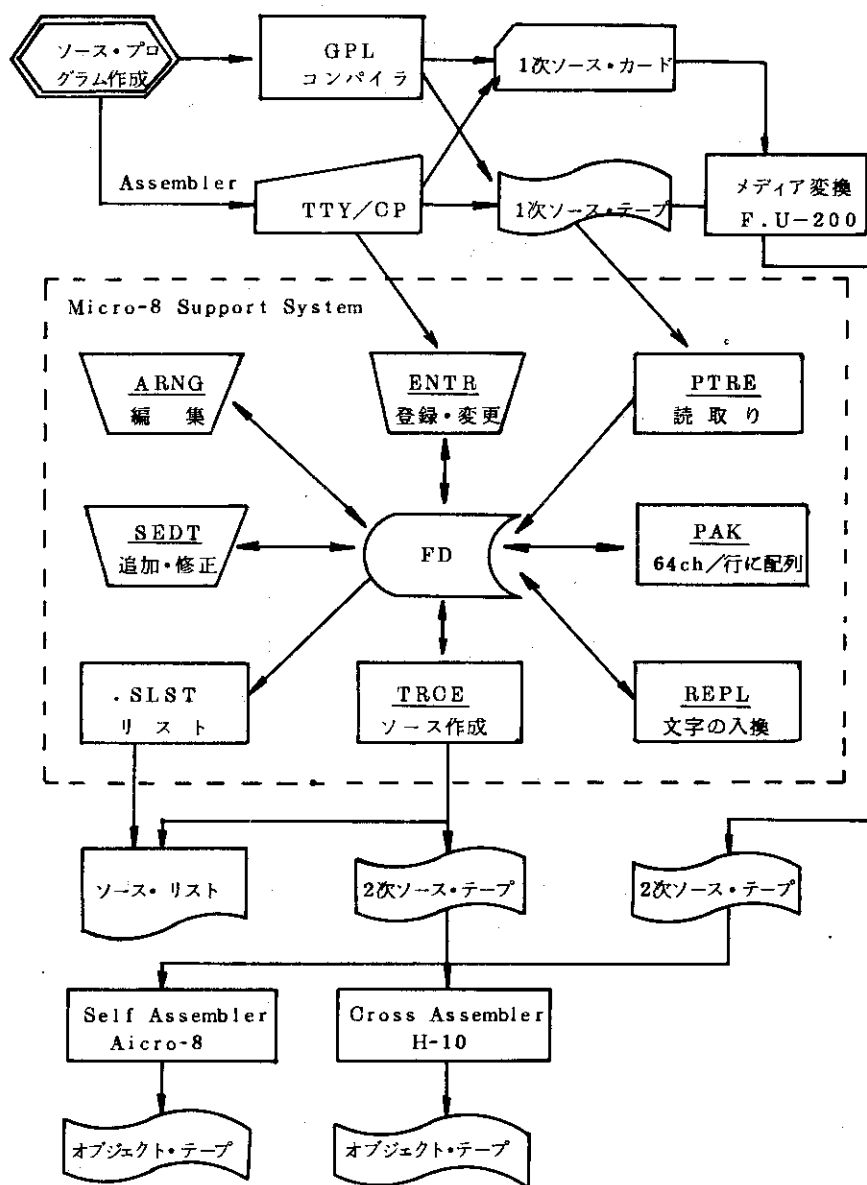 ソース・プロ
グラム作成
GPL
コンパイラ
1次ソース・カード
Assembler
TTY/CP
1次ソース・テープ
メディア変換
F.U-200
Micro-8 Support System
ARNG
編集
ENTR
登録・変更
PTRE
読取り
SEDT
追加・修正
FD
PAK
64ch/行に配列
.SLST
リスト
TRCE
ソース作成
REPL
文字の入換
ソース・リスト
2次ソース・テープ
2次ソース・テープ
Self Assembler
Aicro-8
Cross Assembler
H-10
オブジェクト・テープ
オブジェクト・テープ